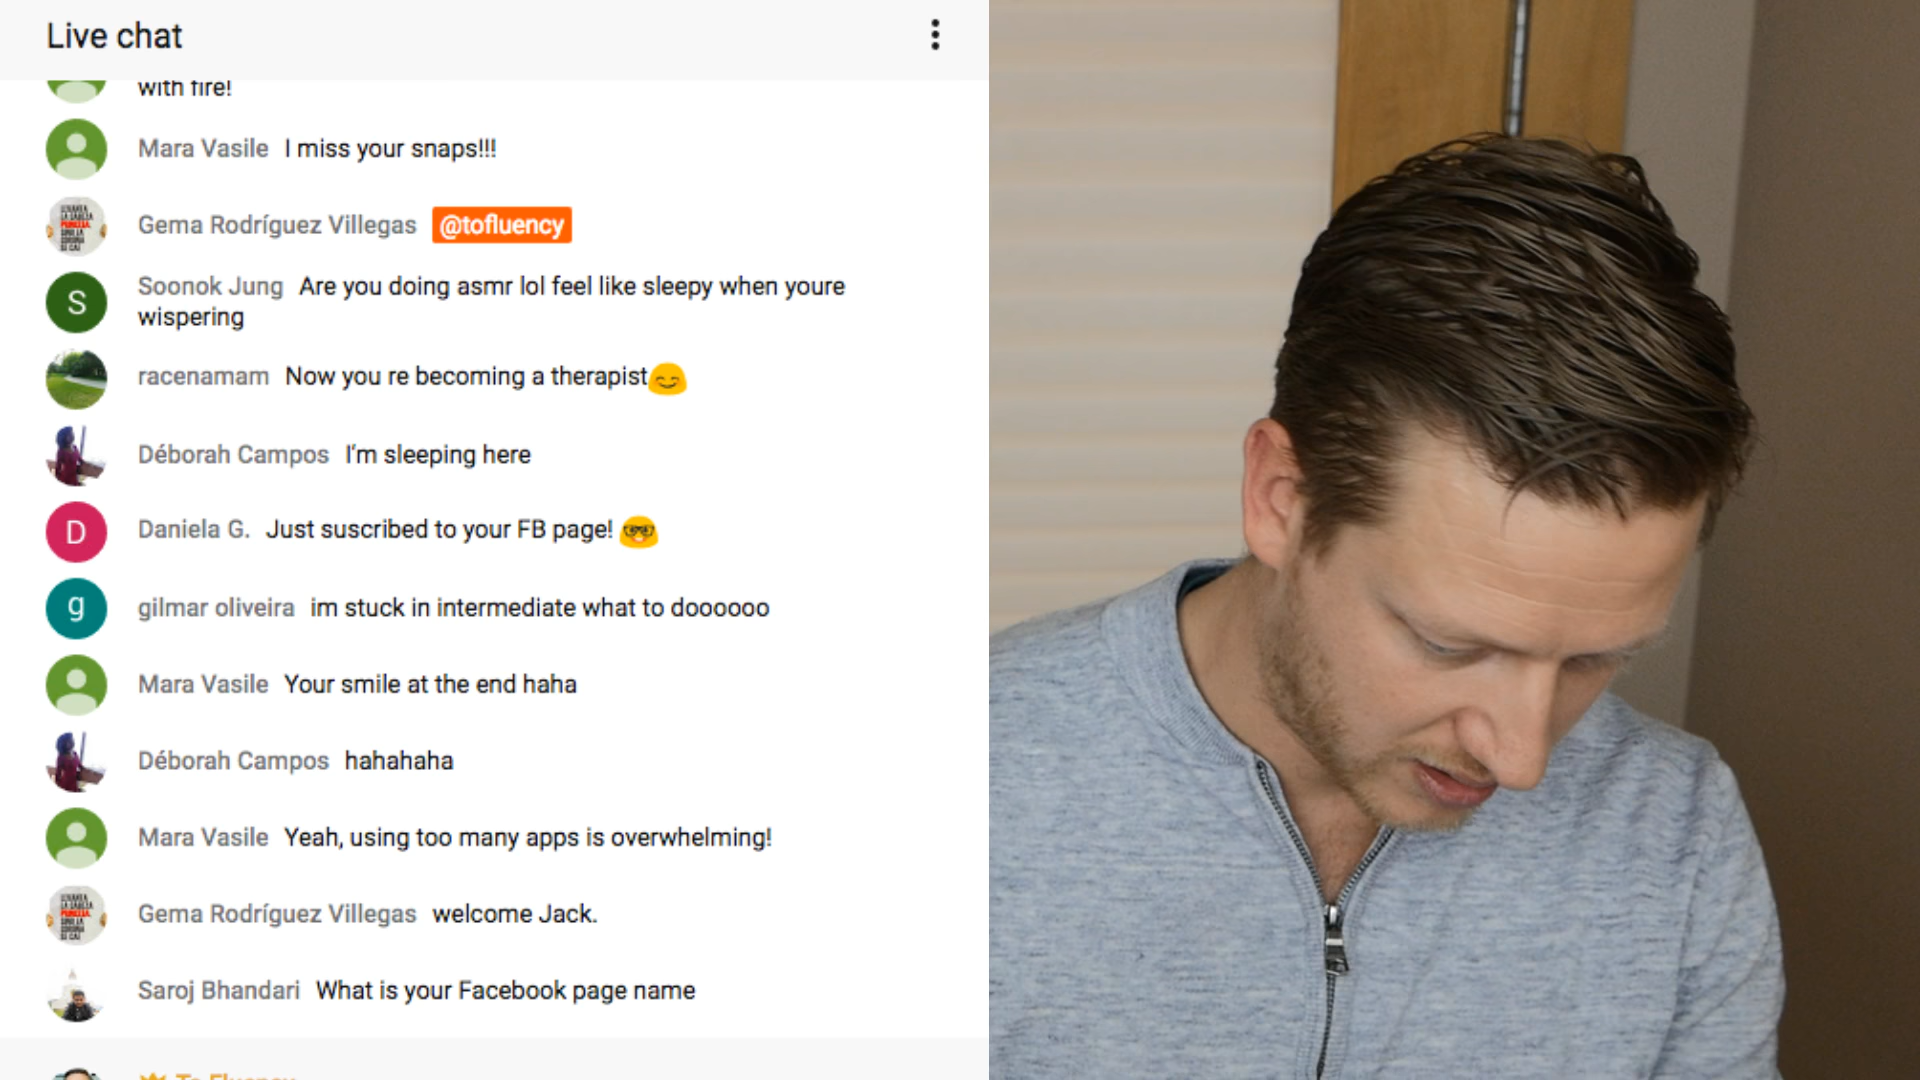 Live chat
with fire!
Mara Vasile I miss your snaps!!!
Gema Rodríguez Villegas @tofluency
S Soonok Jung Are you doing asmr lol feel like sleepy when youre
wispering
racenamam Now you re becoming a therapist😊
Déborah Campos I'm sleeping here
D Daniela G. Just suscribed to your FB page! 🤓
g gilmar oliveira im stuck in intermediate what to doooooo
Mara Vasile Your smile at the end haha
Déborah Campos hahahaha
Mara Vasile Yeah, using too many apps is overwhelming!
Gema Rodríguez Villegas welcome Jack.
Saroj Bhandari What is your Facebook page name
To Fluency